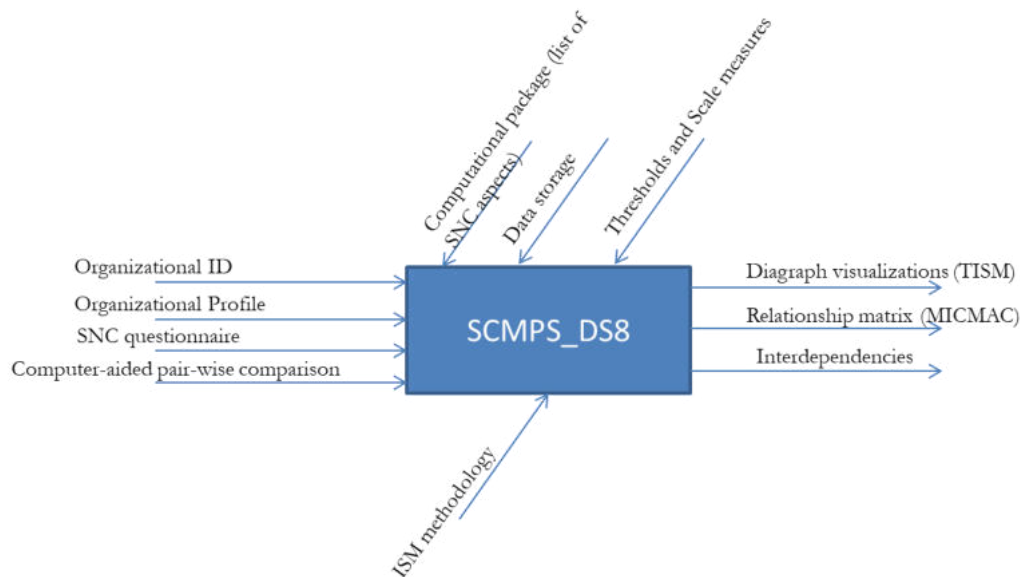 Computational package (list of
SNC aspects)
Data storage
Thresholds and Scale measures
Organizational ID
Organizational Profile
SNC questionnaire
Computer-aided pair-wise comparison
SCMPS_DS8
Diagraph visualizations (TISM)
Relationship matrix (MICMAC)
Interdependencies
ISM methodology